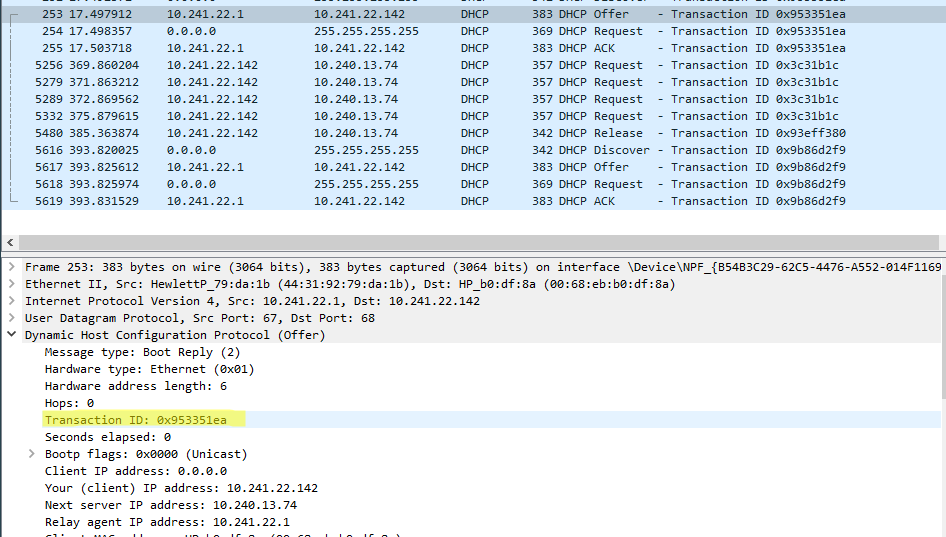 253 17.497912 10.241.22.1 10.241.22.142 DHCP 383 DHCP Offer - Transaction ID 0x953351ea
254 17.498357 0.0.0.0 255.255.255.255 DHCP 369 DHCP Request - Transaction ID 0x953351ea
255 17.503718 10.241.22.1 10.241.22.142 DHCP 383 DHCP ACK - Transaction ID 0x953351ea
5256 369.860204 10.241.22.142 10.240.13.74 DHCP 357 DHCP Request - Transaction ID 0x3c31b1c
5279 371.863212 10.241.22.142 10.240.13.74 DHCP 357 DHCP Request - Transaction ID 0x3c31b1c
5289 372.869562 10.241.22.142 10.240.13.74 DHCP 357 DHCP Request - Transaction ID 0x3c31b1c
5332 375.879615 10.241.22.142 10.240.13.74 DHCP 357 DHCP Request - Transaction ID 0x3c31b1c
5480 385.363874 10.241.22.142 10.240.13.74 DHCP 342 DHCP Release - Transaction ID 0x93eff380
5616 393.820025 0.0.0.0 255.255.255.255 DHCP 342 DHCP Discover - Transaction ID 0x9b86d2f9
5617 393.825612 10.241.22.1 10.241.22.142 DHCP 383 DHCP Offer - Transaction ID 0x9b86d2f9
5618 393.825974 0.0.0.0 255.255.255.255 DHCP 369 DHCP Request - Transaction ID 0x9b86d2f9
5619 393.831529 10.241.22.1 10.241.22.142 DHCP 383 DHCP ACK - Transaction ID 0x9b86d2f9
Frame 253: 383 bytes on wire (3064 bits), 383 bytes captured (3064 bits) on interface \Device\NPF_{B54B3C29-62C5-4476-A552-014F1169
Ethernet II, Src: HewlettP_79:da:1b (44:31:92:79:da:1b), Dst: HP_b0:df:8a (00:68:eb:b0:df:8a)
Internet Protocol Version 4, Src: 10.241.22.1, Dst: 10.241.22.142
User Datagram Protocol, Src Port: 67, Dst Port: 68
Dynamic Host Configuration Protocol (Offer)
Message type: Boot Reply (2)
Hardware type: Ethernet (0x01)
Hardware address length: 6
Hops: 0
Transaction ID: 0x953351ea
Seconds elapsed: 0
Bootp flags: 0x0000 (Unicast)
Client IP address: 0.0.0.0
Your (client) IP address: 10.241.22.142
Next server IP address: 10.240.13.74
Relay agent IP address: 10.241.22.1